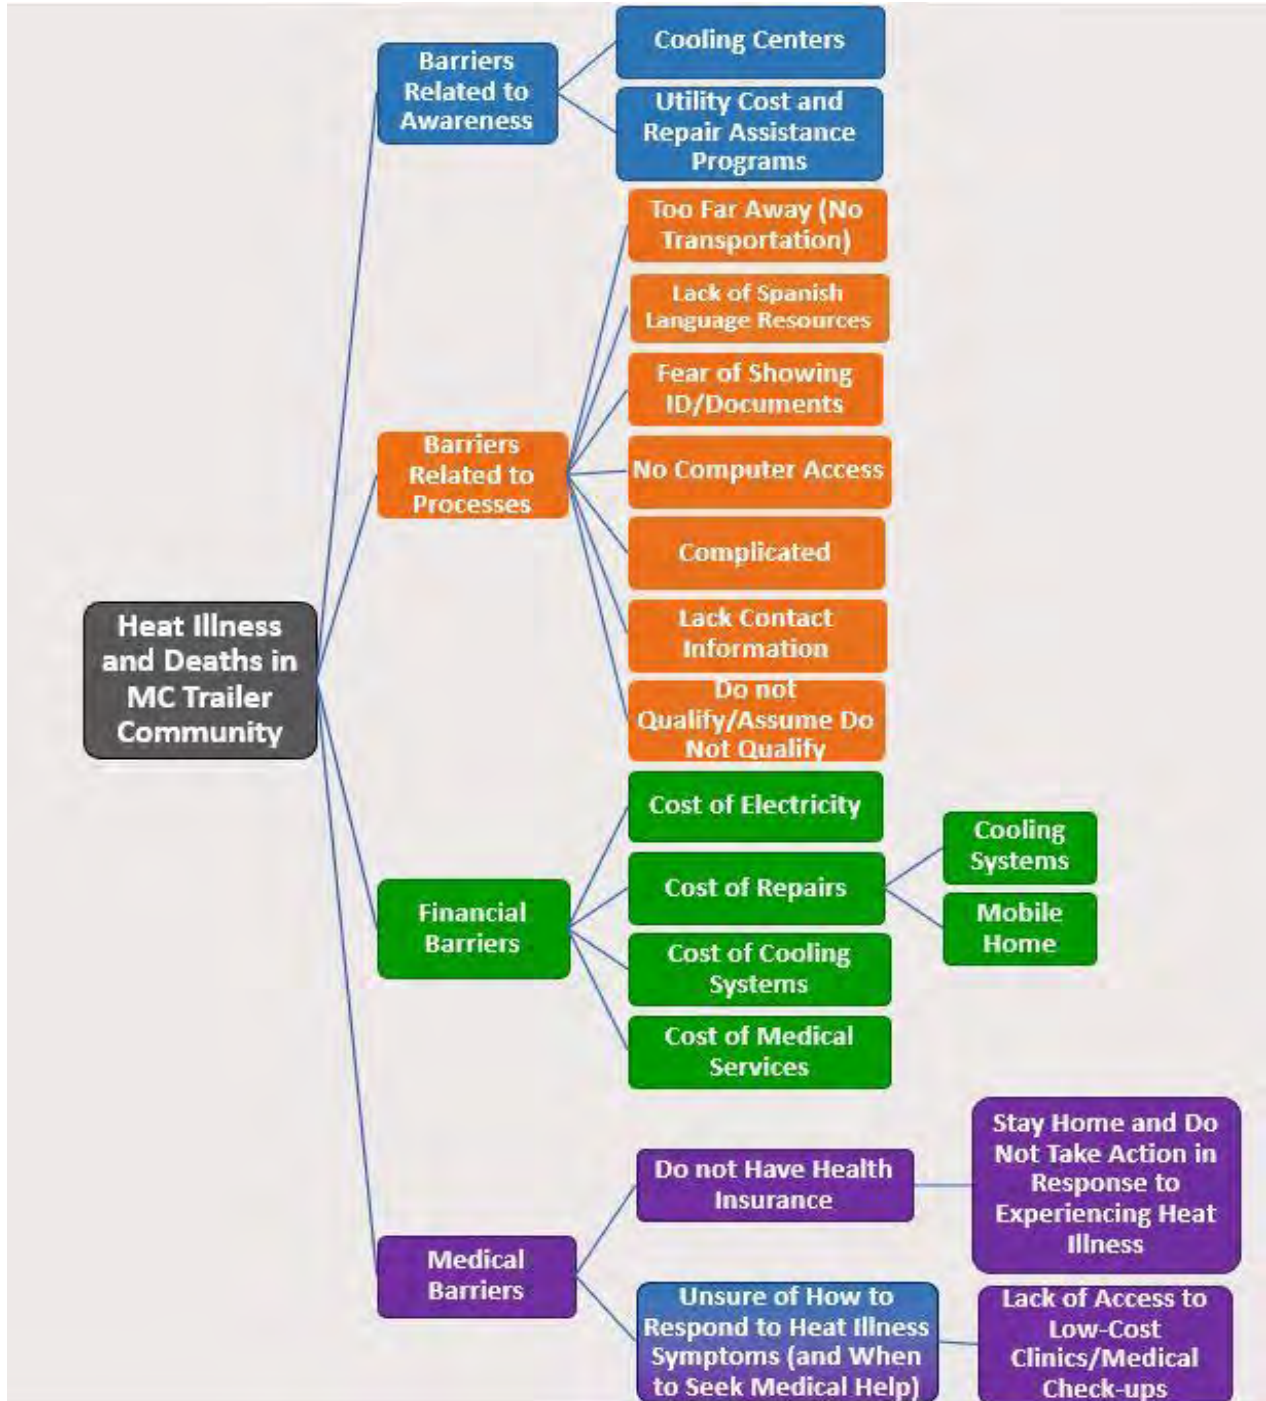 Barriers
Related to
Awareness
Cooling Centers
Utility Cost and
Repair Assistance
Programs
Barriers
Related to
Processes
Too Far Away (No
Transportation)
Lack of Spanish
Language Resources
Fear of Showing
ID/Documents
No Computer Access
Complicated
Lack Contact
Information
Do not
Qualify/Assume Do
Not Qualify
Heat Illness
and Deaths in
MC Trailer
Community
Financial
Barriers
Cost of Electricity
Cost of Repairs
Cooling
Systems
Mobile
Home
Cost of Cooling
Systems
Cost of Medical
Services
Medical
Barriers
Do not Have Health
Insurance
Stay Home and Do
Not Take Action in
Response to
Experiencing Heat
Illness
Unsure of How to
Respond to Heat Illness
Symptoms (and When
to Seek Medical Help)
Lack of Access to
Low-Cost
Clinics/Medical
Check-ups